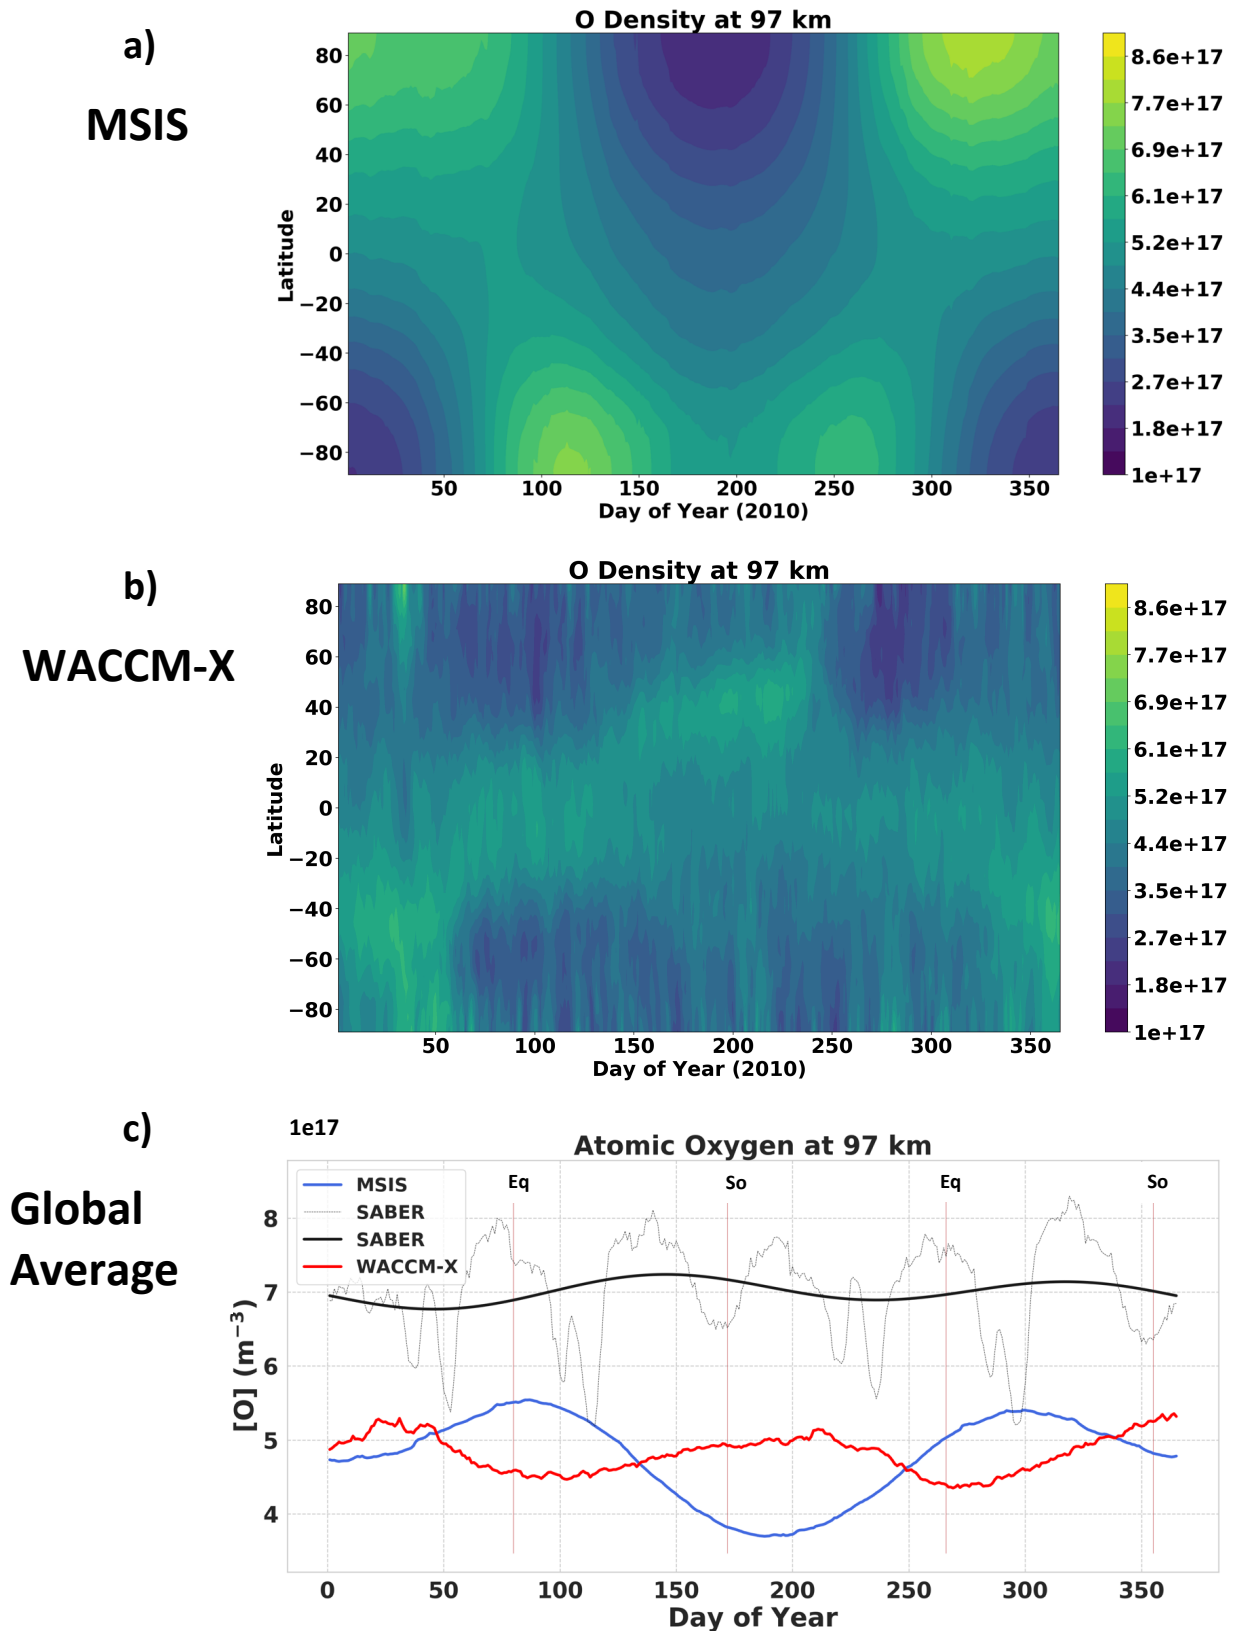 a)
MSIS
O Density at 97 km
Latitude
80
60
40
20
0
−20
−40
−60
−80
50 100 150 200 250 300 350
Day of Year (2010)
8.6e+17
7.7e+17
6.9e+17
6.1e+17
5.2e+17
4.4e+17
3.5e+17
2.7e+17
1.8e+17
1e+17
b)
WACCM-X
O Density at 97 km
Latitude
80
60
40
20
0
−20
−40
−60
−80
50 100 150 200 250 300 350
Day of Year (2010)
8.6e+17
7.7e+17
6.9e+17
6.1e+17
5.2e+17
4.4e+17
3.5e+17
2.7e+17
1.8e+17
1e+17
c)
Global
Average
1e17
Atomic Oxygen at 97 km
MSIS
SABER
SABER
WACCM-X
Eq So Eq So
[O] (m⁻³)
8
7
6
5
4
0 50 100 150 200 250 300 350
Day of Year